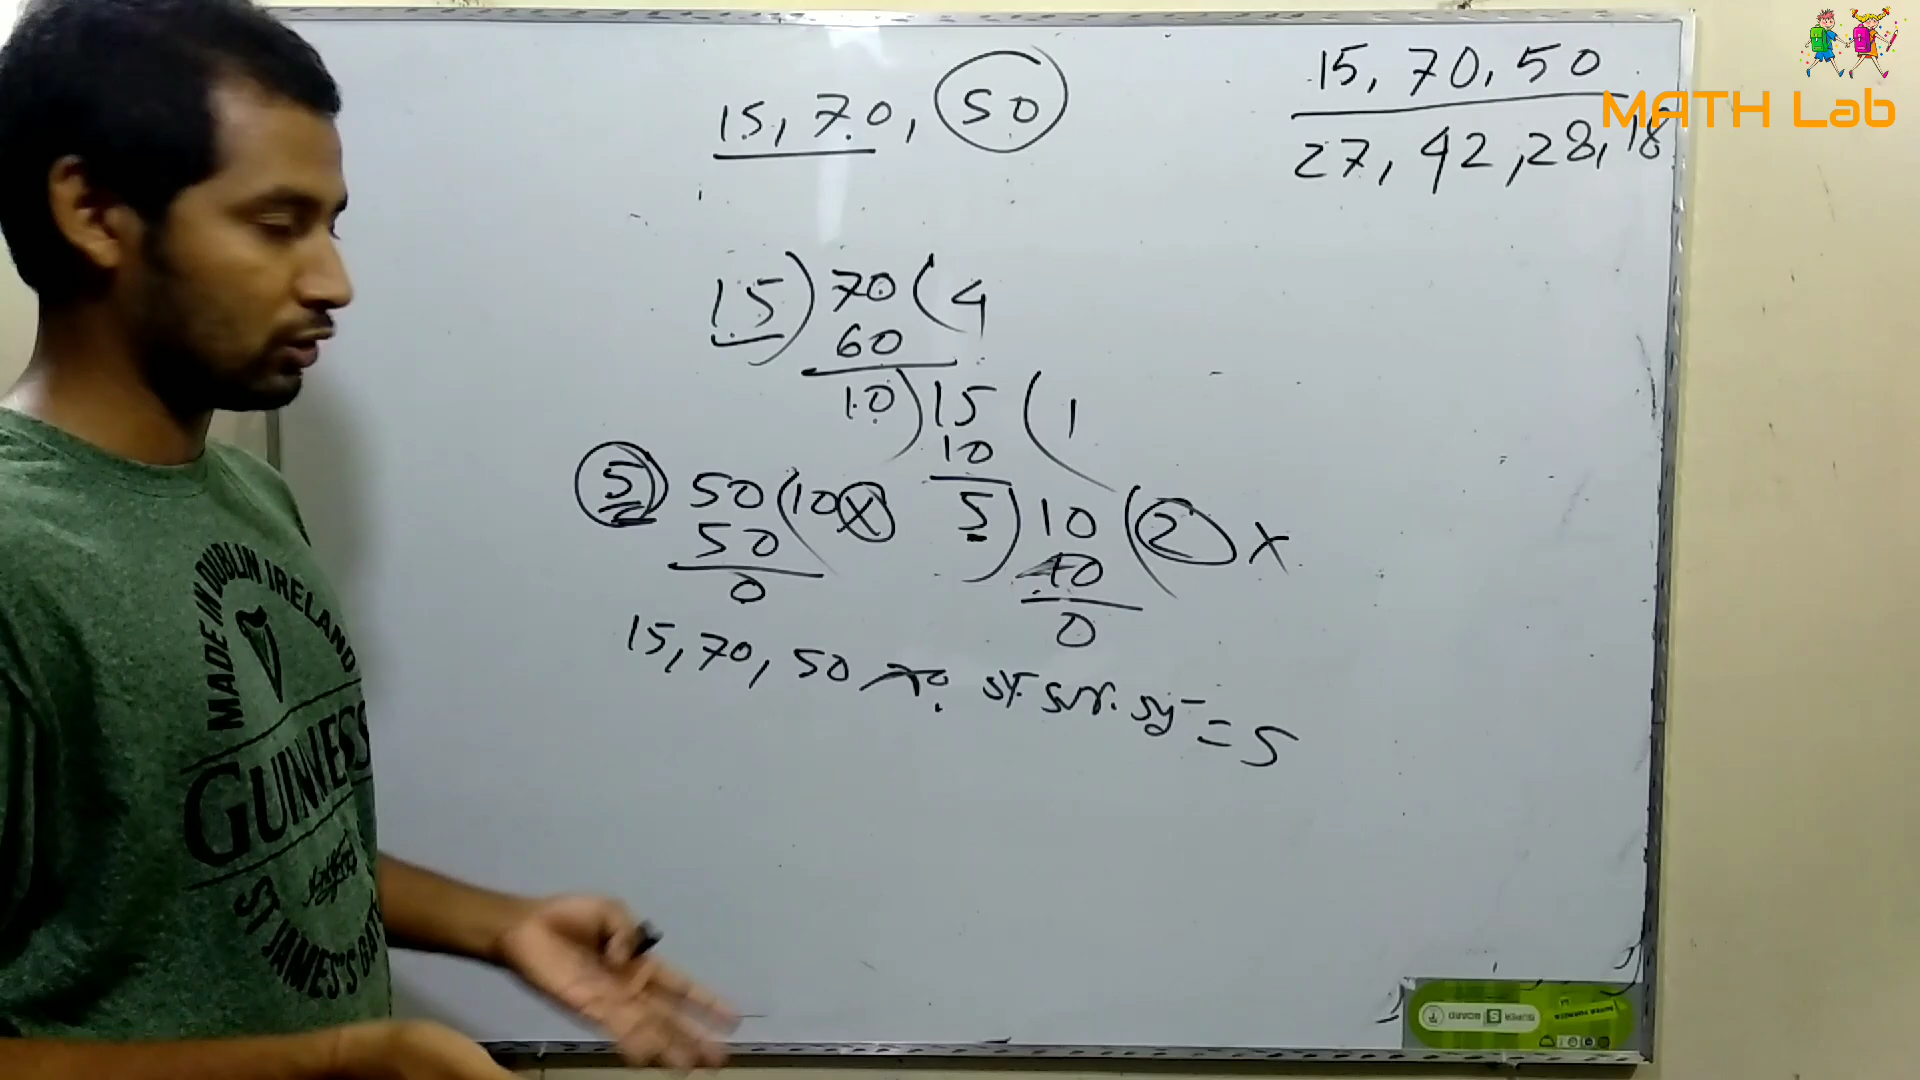 15, 70, 50
15, 70, 50
27, 42, 28, 18
MATH Lab
15) 70 (4
60
10) 15 (1
10
5) 10 (2 x
10
0
5) 50 (10 x
50
0
15, 70, 50
= 5
MADE IN DUBLIN IRELAND
GUINNESS
ST JAMES'S GATE
SUPER S BOARD